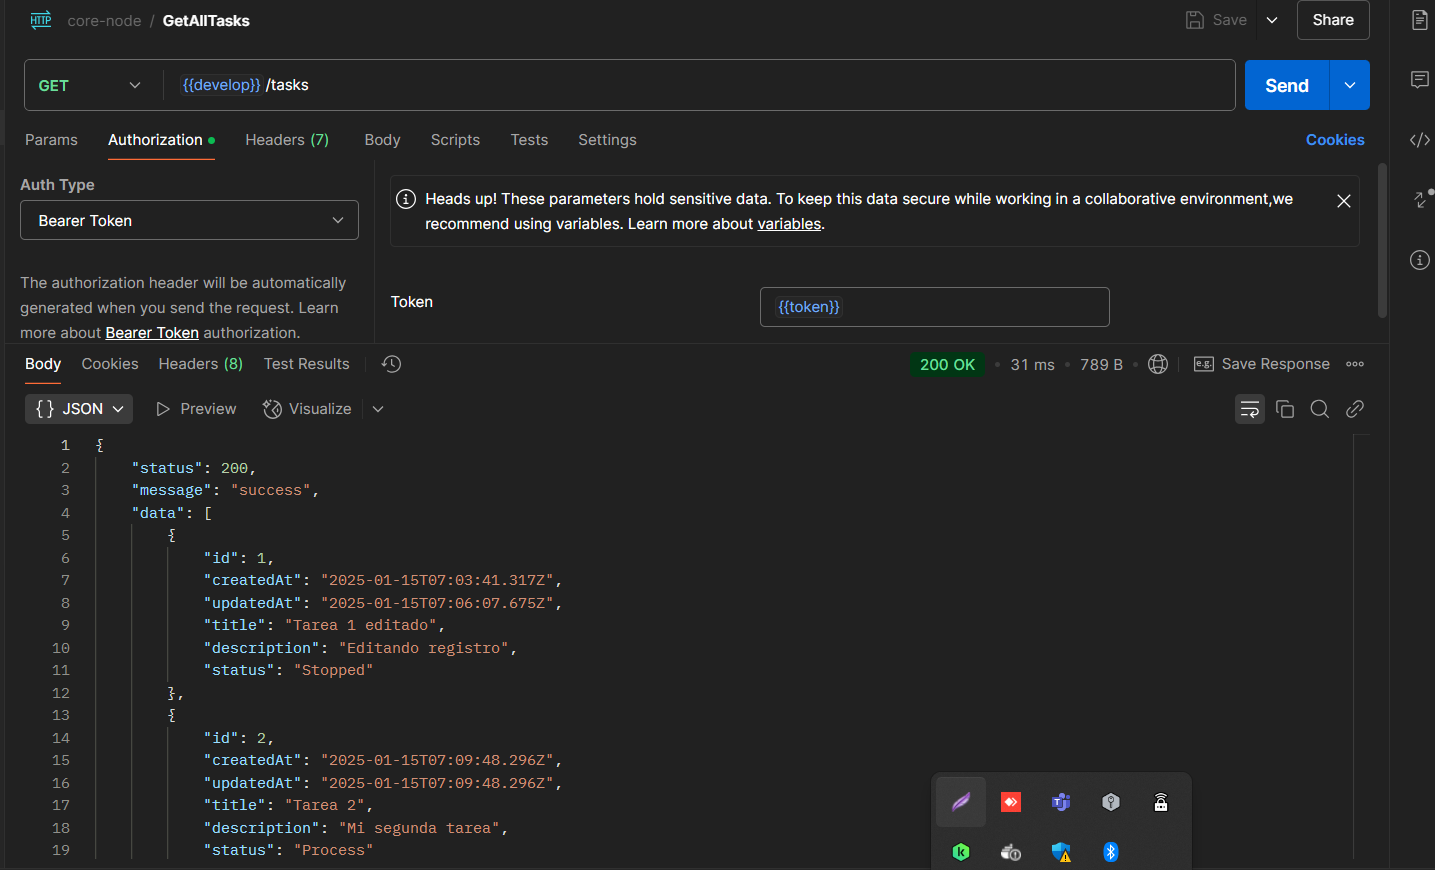 HTTP core-node / GetAllTasks Save Share
GET {{develop}} /tasks Send
Params Authorization Headers (7) Body Scripts Tests Settings Cookies
Auth Type
Bearer Token
The authorization header will be automatically
generated when you send the request. Learn
more about Bearer Token authorization.
Heads up! These parameters hold sensitive data. To keep this data secure while working in a collaborative environment,we
recommend using variables. Learn more about variables.
Token {{token}}
Body Cookies Headers (8) Test Results 200 OK • 31 ms • 789 B • e.g. Save Response
{} JSON Preview Visualize
1 {
2 "status": 200,
3 "message": "success",
4 "data": [
5 {
6 "id": 1,
7 "createdAt": "2025-01-15T07:03:41.317Z",
8 "updatedAt": "2025-01-15T07:06:07.675Z",
9 "title": "Tarea 1 editado",
10 "description": "Editando registro",
11 "status": "Stopped"
12 },
13 {
14 "id": 2,
15 "createdAt": "2025-01-15T07:09:48.296Z",
16 "updatedAt": "2025-01-15T07:09:48.296Z",
17 "title": "Tarea 2",
18 "description": "Mi segunda tarea",
19 "status": "Process"